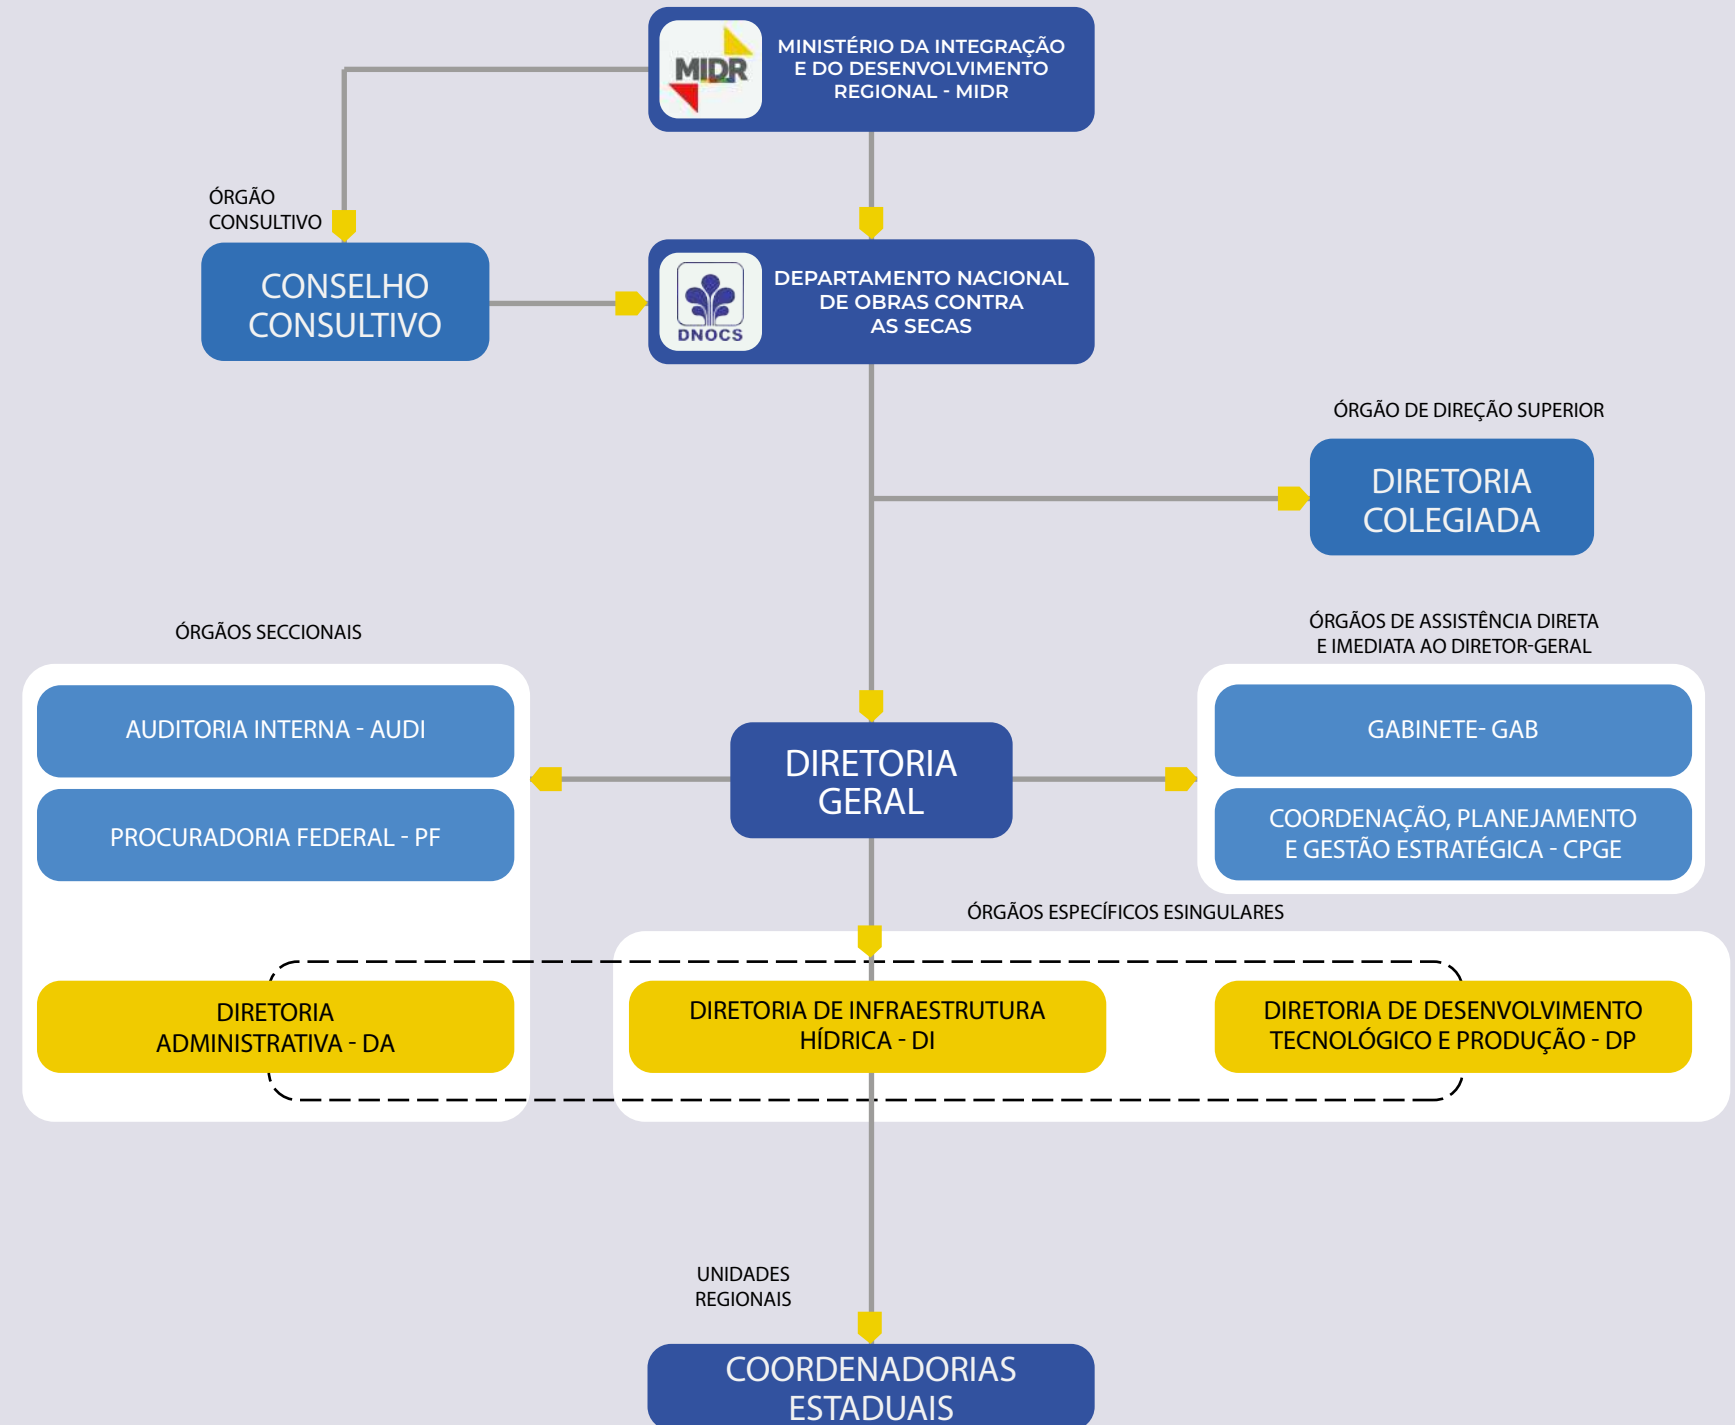 MIDR
MINISTÉRIO DA INTEGRAÇÃO
E DO DESENVOLVIMENTO
REGIONAL - MIDR
ÓRGÃO
CONSULTIVO
CONSELHO
CONSULTIVO
DNOCS
DEPARTAMENTO NACIONAL
DE OBRAS CONTRA
AS SECAS
ÓRGÃO DE DIREÇÃO SUPERIOR
DIRETORIA
COLEGIADA
ÓRGÃOS SECCIONAIS
AUDITORIA INTERNA - AUDI
PROCURADORIA FEDERAL - PF
DIRETORIA
GERAL
ÓRGÃOS DE ASSISTÊNCIA DIRETA
E IMEDIATA AO DIRETOR-GERAL
GABINETE- GAB
COORDENAÇÃO, PLANEJAMENTO
E GESTÃO ESTRATÉGICA - CPGE
ÓRGÃOS ESPECÍFICOS ESINGULARES
DIRETORIA
ADMINISTRATIVA - DA
DIRETORIA DE INFRAESTRUTURA
HÍDRICA - DI
DIRETORIA DE DESENVOLVIMENTO
TECNOLÓGICO E PRODUÇÃO - DP
UNIDADES
REGIONAIS
COORDENADORIAS
ESTADUAIS